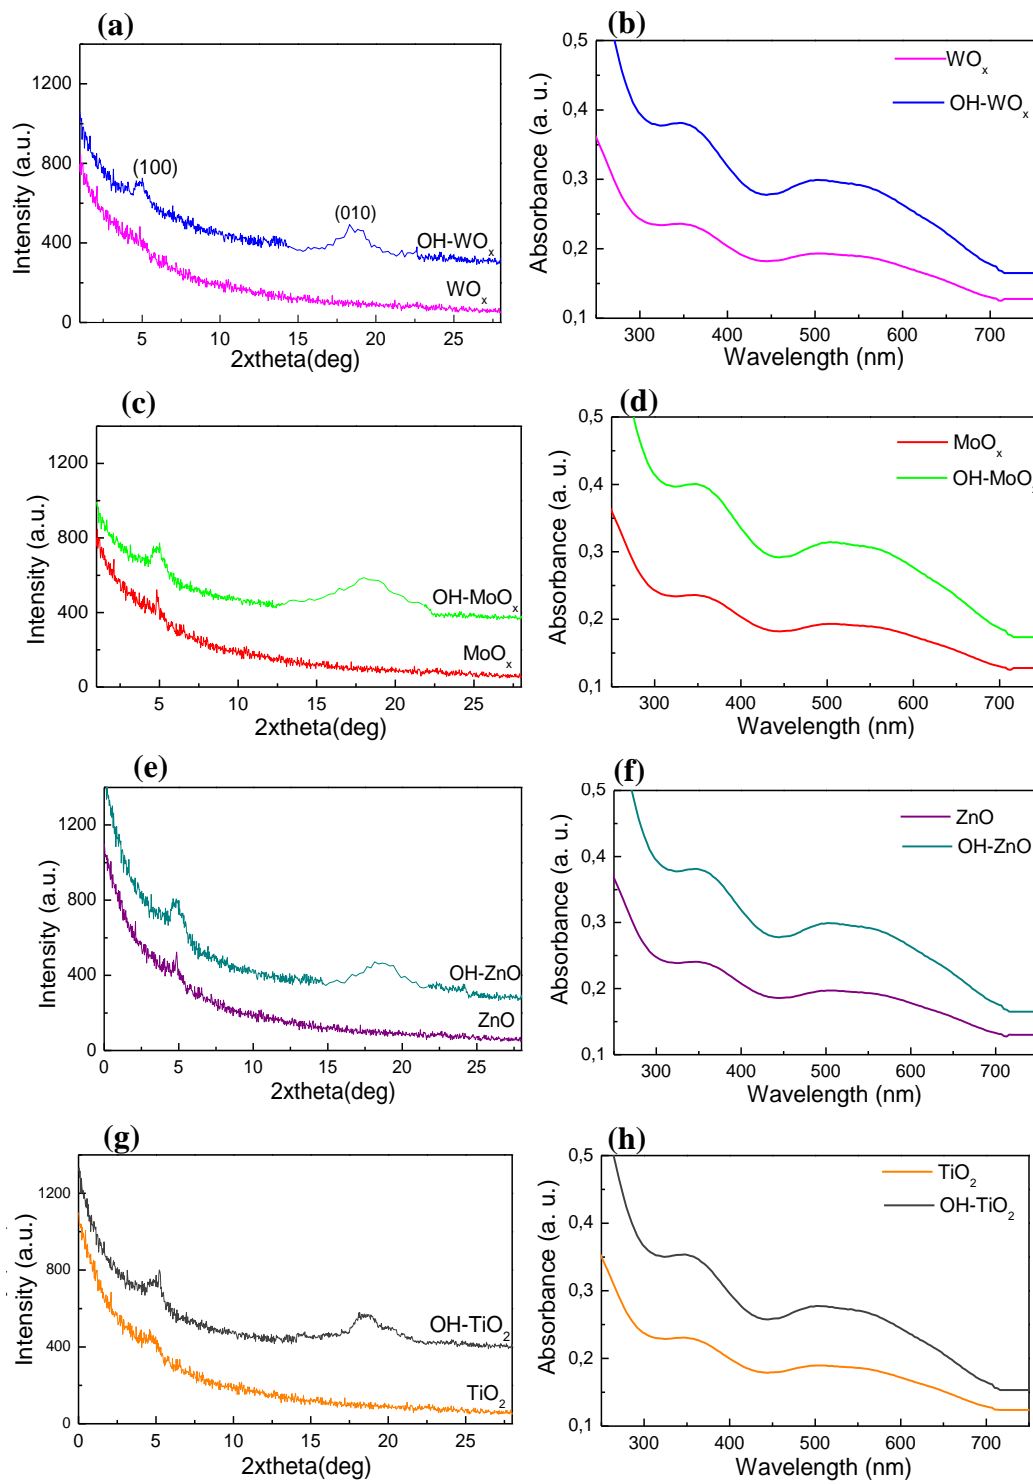 (a)
Intensity (a.u.)
1200
800
400
0
(100)
(010)
OH-WOₓ
WOₓ
5
10
15
20
25
2xtheta(deg)
(b)
Absorbance (a. u.)
0,5
0,4
0,3
0,2
0,1
WOₓ
OH-WOₓ
300
400
500
600
700
Wavelength (nm)
(c)
Intensity (a.u.)
1200
800
400
0
OH-MoOₓ
MoOₓ
5
10
15
20
25
2xtheta(deg)
(d)
Absorbance (a. u.)
0,5
0,4
0,3
0,2
0,1
MoOₓ
OH-MoOₓ
300
400
500
600
700
Wavelength (nm)
(e)
Intensity (a.u.)
1200
800
400
0
OH-ZnO
ZnO
0
5
10
15
20
25
2xtheta(deg)
(f)
Absorbance (a. u.)
0,5
0,4
0,3
0,2
0,1
ZnO
OH-ZnO
300
400
500
600
700
Wavelength (nm)
(g)
Intensity (a.u.)
1200
800
400
0
OH-TiO₂
TiO₂
0
5
10
15
20
25
2xtheta(deg)
(h)
Absorbance (a. u.)
0,5
0,4
0,3
0,2
0,1
TiO₂
OH-TiO₂
300
400
500
600
700
Wavelength (nm)